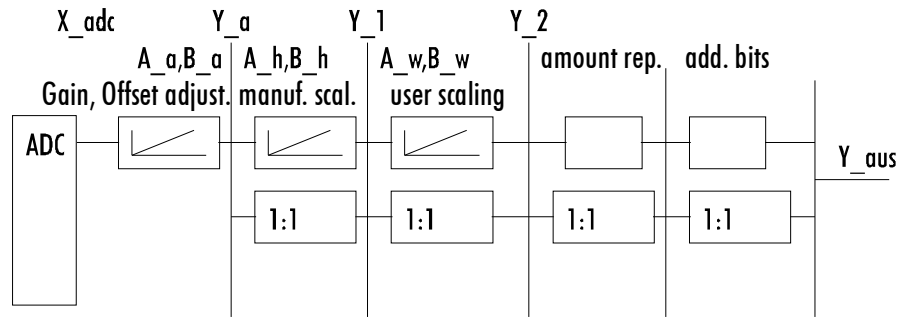 X_adc Y_a Y_1 Y_2
A_a,B_a A_h,B_h A_w,B_w amount rep. add. bits
Gain, Offset adjust. manuf. scal. user scaling
ADC
Y_aus
1:1 1:1 1:1 1:1